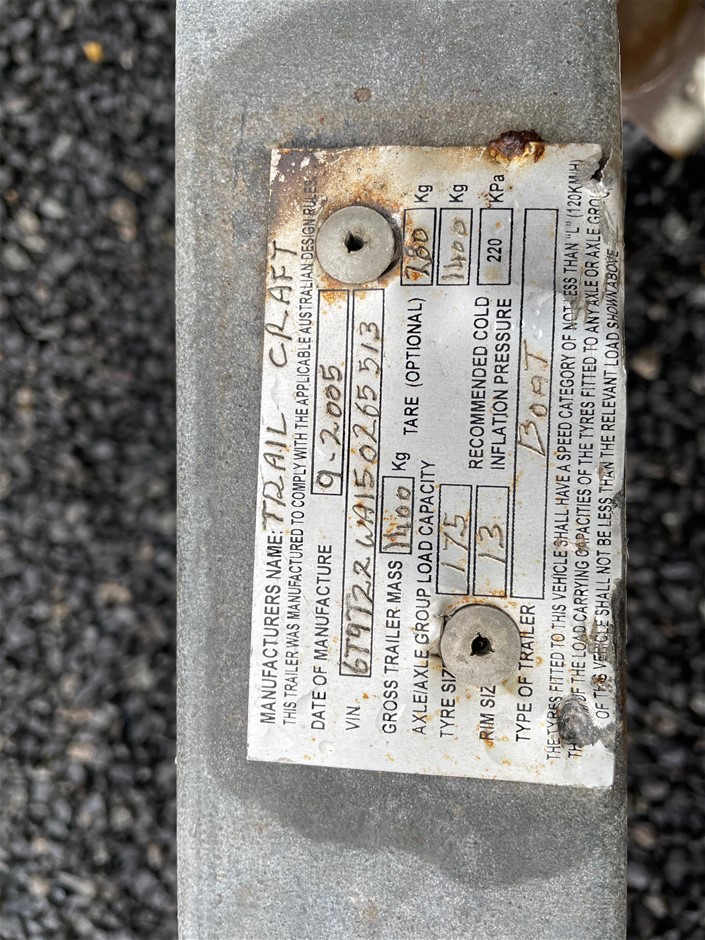 MANUFACTURERS NAME: TRAIL CRAFT
THIS TRAILER WAS MANUFACTURED TO COMPLY WITH THE APPLICABLE AUSTRALIAN DESIGN RULES
DATE OF MANUFACTURE 9-2005
VIN 6T9T22WA150265513
GROSS TRAILER MASS 1400 Kg TARE (OPTIONAL) Kg
AXLE/AXLE GROUP LOAD CAPACITY 1400 Kg
TYRE 175 RECOMMENDED COLD
RIM 13 INFLATION PRESSURE 220 KPa
TYPE OF TRAILER BOAT
THE TYRES FITTED TO THIS VEHICLE SHALL HAVE A SPEED CATEGORY OF NOT LESS THAN "L" (120KM/H)
OF THE LOAD CARRYING CAPACITIES OF THE TYRES FITTED TO ANY AXLE OR AXLE
OF THIS VEHICLE SHALL NOT BE LESS THAN THE RELEVANT LOAD SHOWN ABOVE